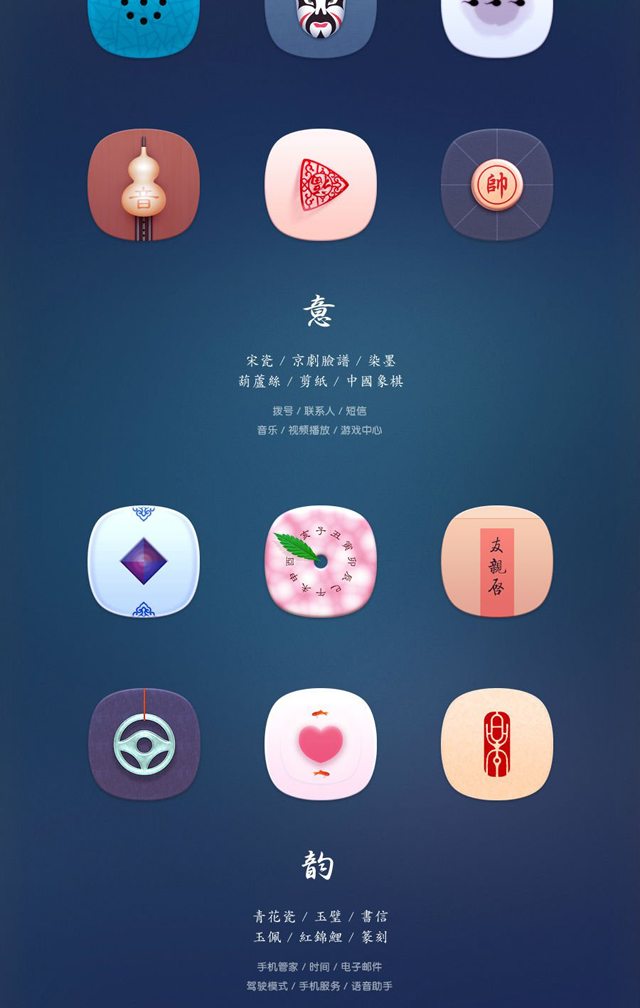 音
福
帥
意
宋瓷 / 京劇臉譜 / 染墨
葫蘆絲 / 剪紙 / 中國象棋
拨号 / 联系人 / 短信
音乐 / 视频播放 / 游戏中心
子丑寅卯辰巳午未申酉亥
友親啓
韵
青花瓷 / 玉壁 / 書信
玉佩 / 紅錦鯉 / 篆刻
手机管家 / 时间 / 电子邮件
驾驶模式 / 手机服务 / 语音助手